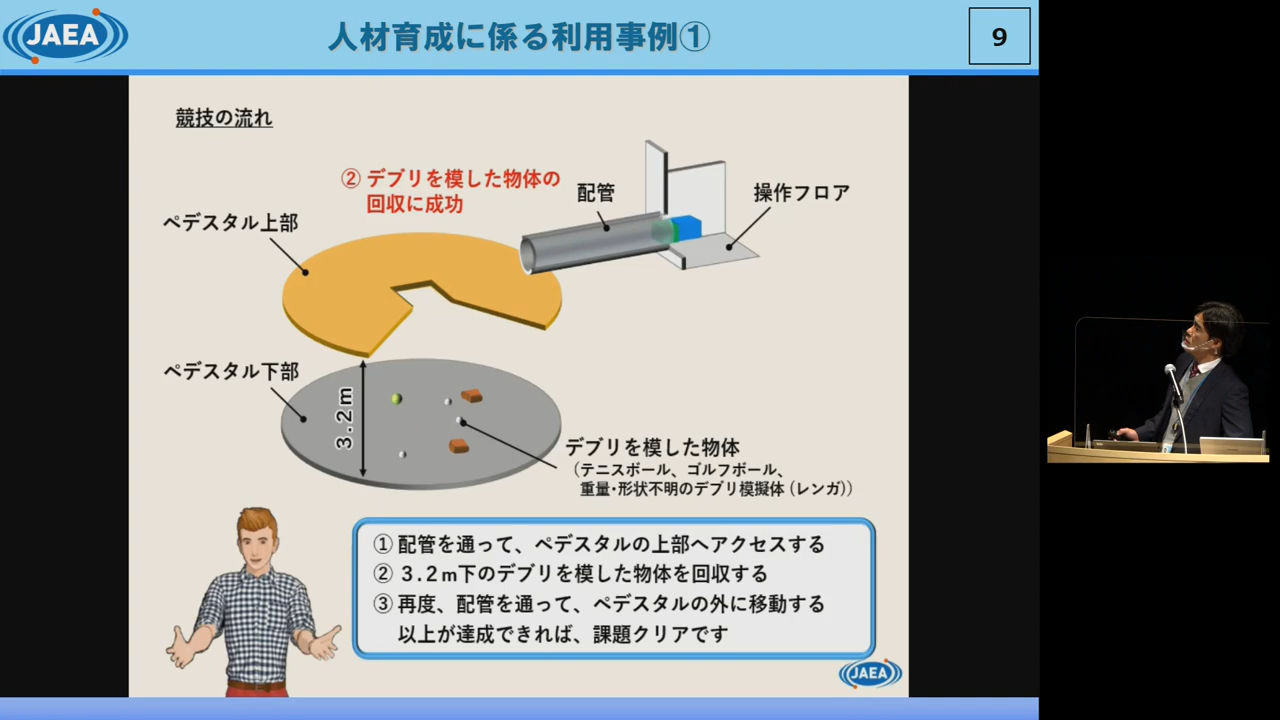 JAEA
人材育成に係る利用事例①
9
競技の流れ
② デブリを模した物体の
回収に成功
配管
操作フロア
ペデスタル上部
ペデスタル下部
3.2m
デブリを模した物体
（テニスボール、ゴルフボール、
重量・形状不明のデブリ模擬体（レンガ））
① 配管を通って、ペデスタルの上部へアクセスする
② 3.2m下のデブリを模した物体を回収する
③ 再度、配管を通って、ペデスタルの外に移動する
以上が達成できれば、課題クリアです
JAEA